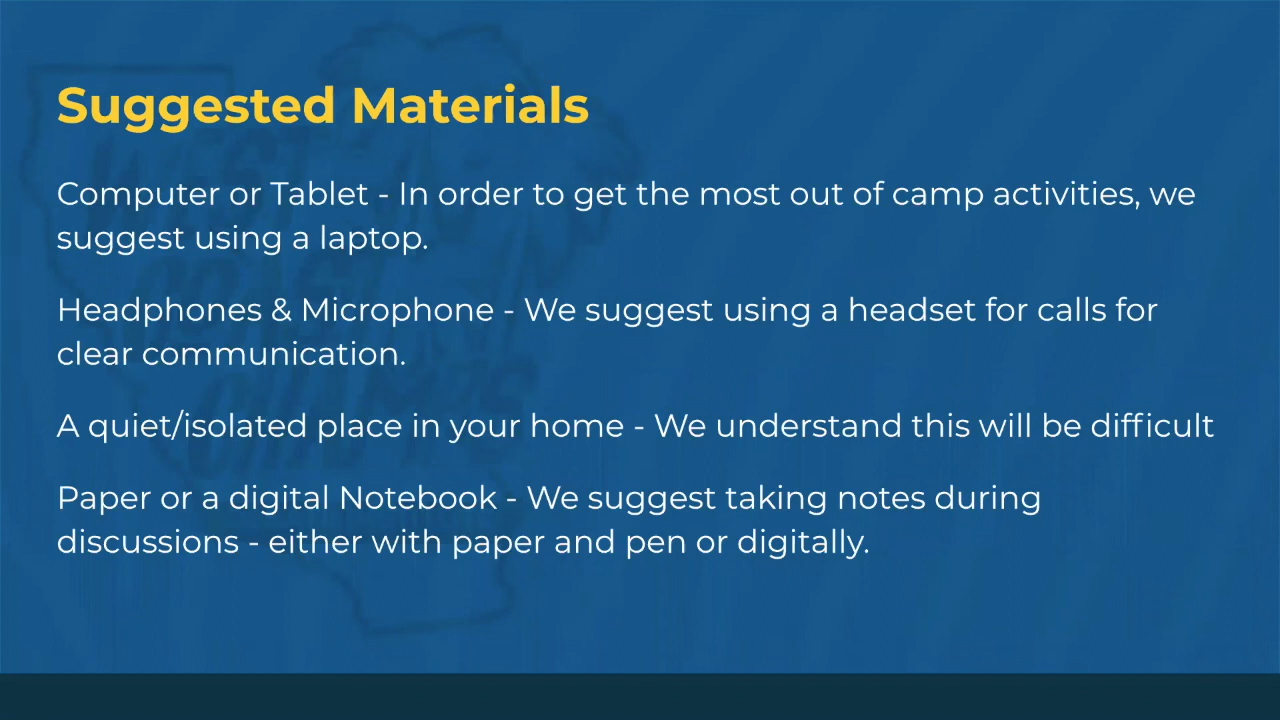 Suggested Materials
Computer or Tablet - In order to get the most out of camp activities, we
suggest using a laptop.
Headphones & Microphone - We suggest using a headset for calls for
clear communication.
A quiet/isolated place in your home - We understand this will be difficult
Paper or a digital Notebook - We suggest taking notes during
discussions - either with paper and pen or digitally.